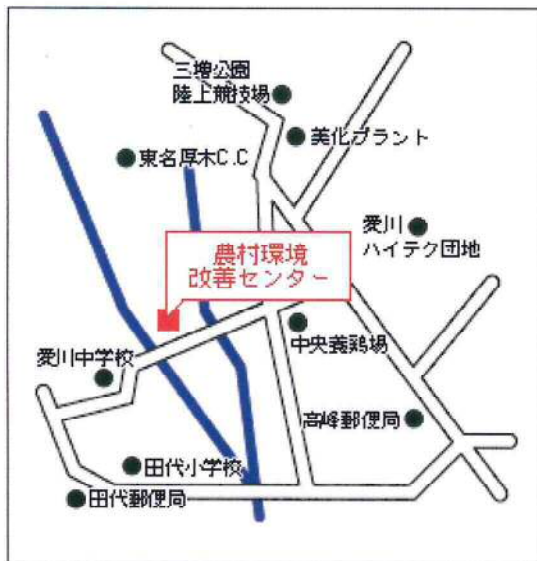 三増公園
陸上競技場
美化プラント
東名厚木C.C
愛川
ハイテク団地
農村環境
改善センター
中央養鶏場
愛川中学校
高峰郵便局
田代小学校
田代郵便局